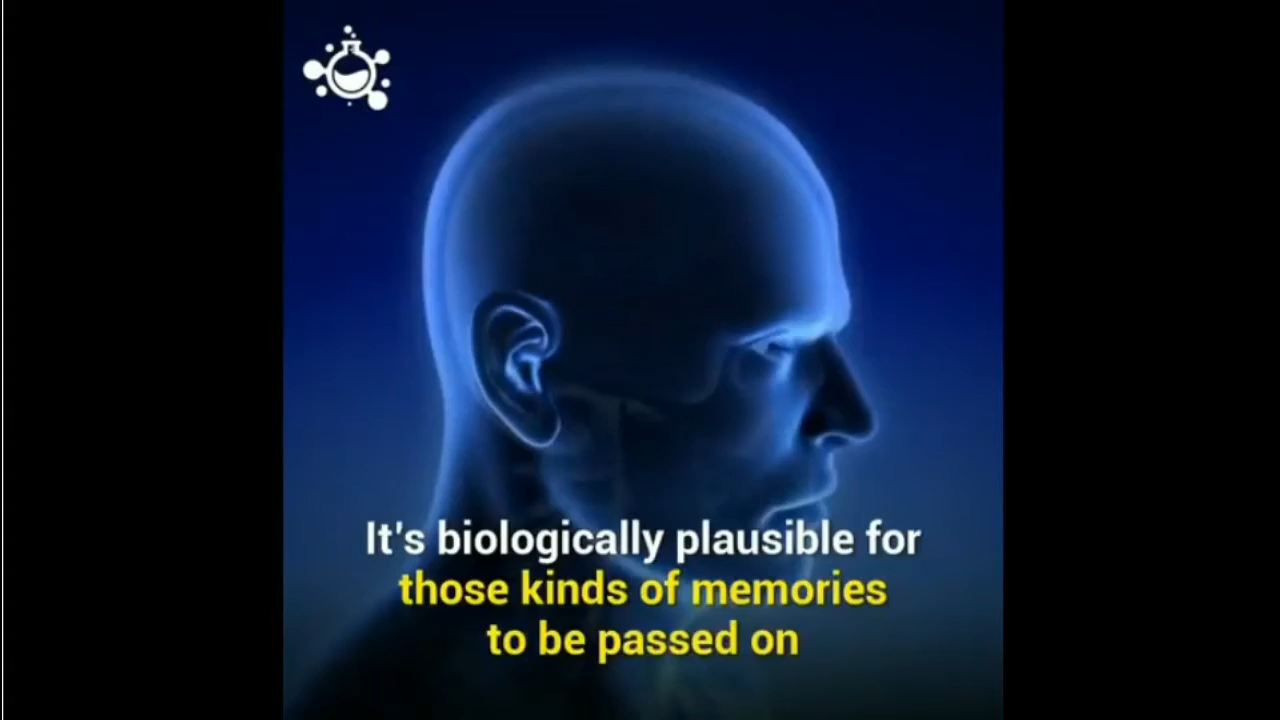 It's biologically plausible for
those kinds of memories
to be passed on